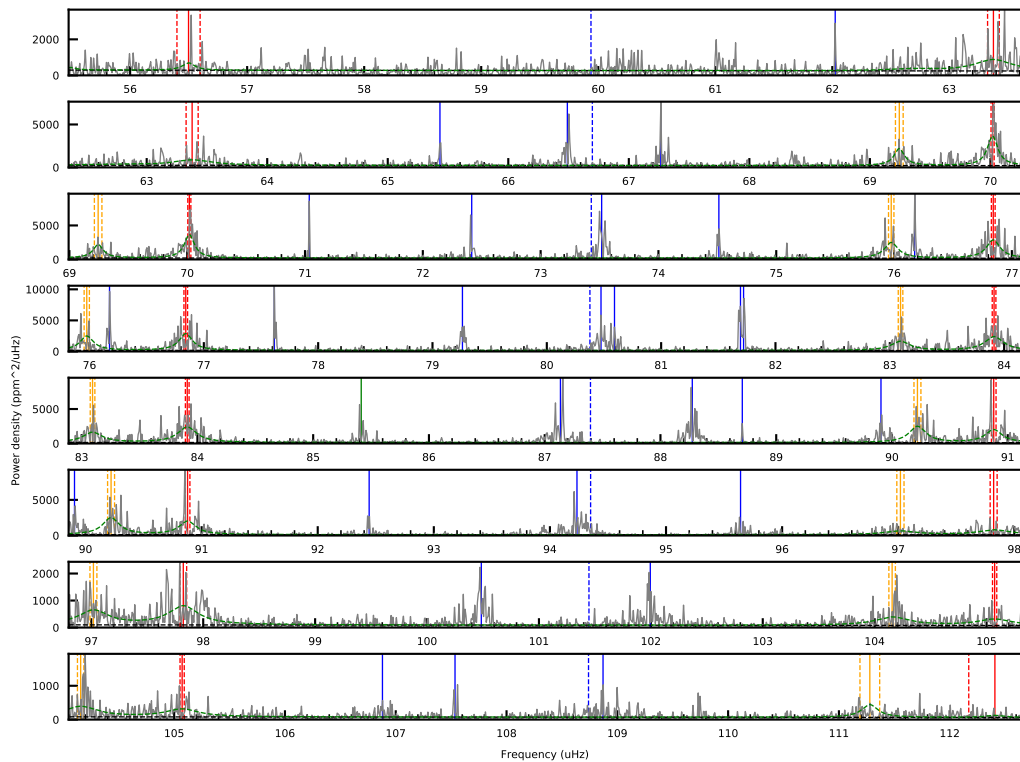 2000
0
56 57 58 59 60 61 62 63
5000
0
63 64 65 66 67 68 69 70
5000
0
69 70 71 72 73 74 75 76 77
10000
5000
0
76 77 78 79 80 81 82 83 84
5000
0
83 84 85 86 87 88 89 90 91
Power density (ppm^2/uHz)
5000
0
90 91 92 93 94 95 96 97 98
2000
1000
0
97 98 99 100 101 102 103 104 105
1000
0
105 106 107 108 109 110 111 112
Frequency (uHz)